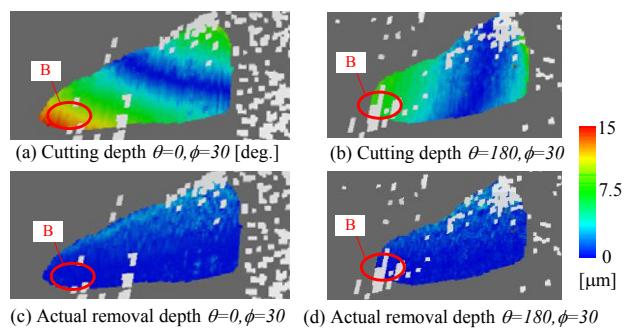 B
B
(a) Cutting depth θ=0,ϕ=30 [deg.]
(b) Cutting depth θ=180,ϕ=30
15
7.5
0
[μm]
B
B
(c) Actual removal depth θ=0,ϕ=30
(d) Actual removal depth θ=180,ϕ=30